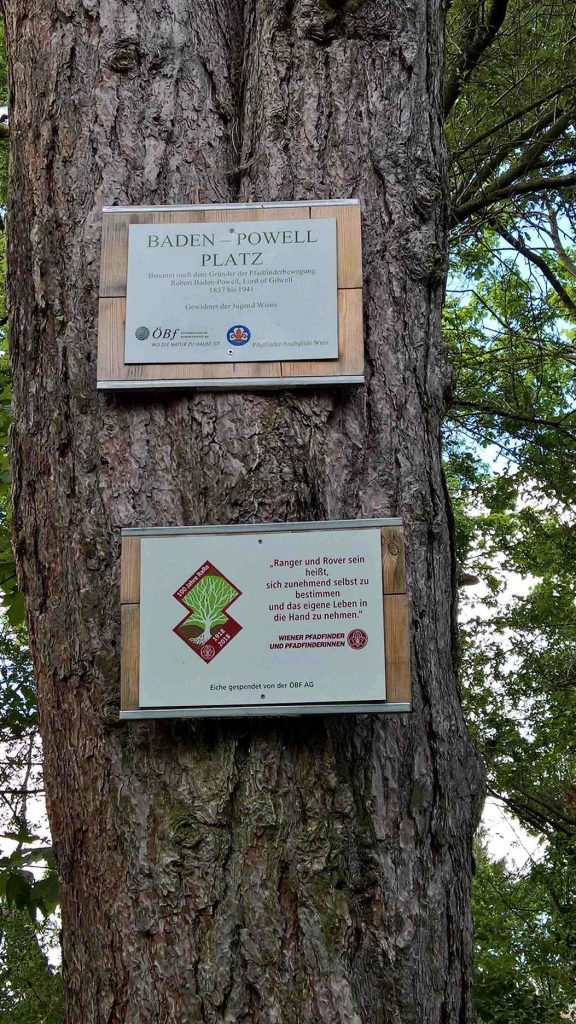 BADEN – POWELL
PLATZ
Benannt nach dem Gründer der Pfadfinderbewegung
Robert Baden-Powell, Lord of Gilwell
1857 bis 1941
Gewidmet der Jugend Wiens
ÖBf
WO DIE NATUR ZU HAUSE IST
Pfadfinder-Stadtgilde Wien
100 Jahre RaRo
1918
2018
„Ranger und Rover sein
heißt,
sich zunehmend selbst zu
bestimmen
und das eigene Leben in
die Hand zu nehmen.“
WIENER PFADFINDER
UND PFADFINDERINNEN
Eiche gespendet von der ÖBF AG